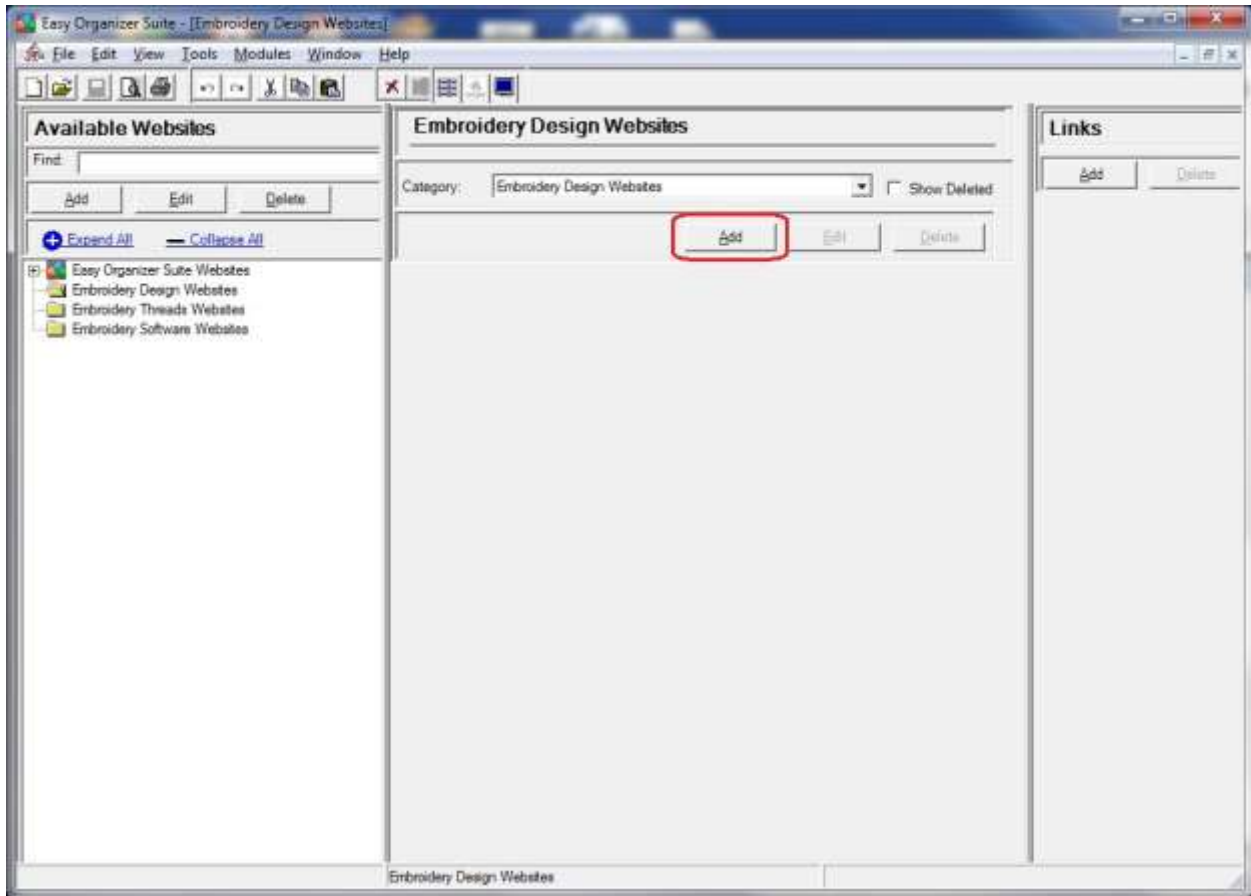 Easy Organizer Suite - [Embroidery Design Websites]
File Edit View Tools Modules Window Help
Available Websites
Find:
Add Edit Delete
Expand All Collapse All
Easy Organizer Suite Websites
Embroidery Design Websites
Embroidery Threads Websites
Embroidery Software Websites
Embroidery Design Websites
Category: Embroidery Design Websites Show Deleted
Add Edit Delete
Links
Add Delete
Embroidery Design Websites